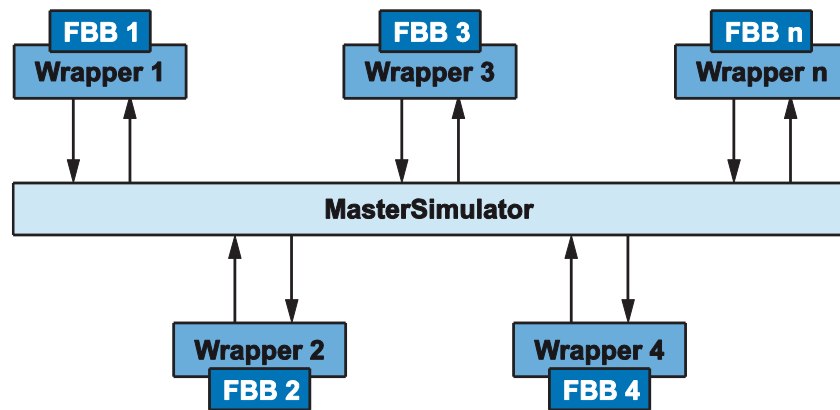 FBB 1
Wrapper 1
FBB 3
Wrapper 3
FBB n
Wrapper n
MasterSimulator
Wrapper 2
FBB 2
Wrapper 4
FBB 4